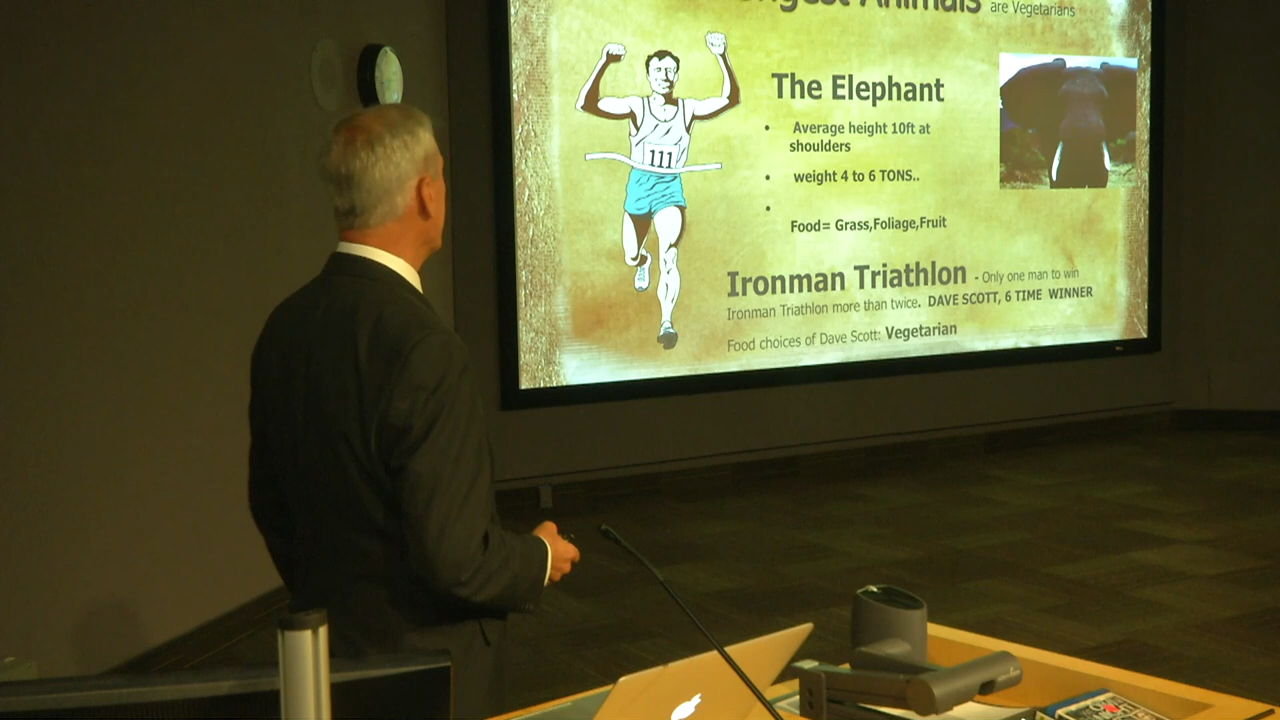 Animals are Vegetarians
The Elephant
• Average height 10ft at
shoulders
• weight 4 to 6 TONS..
•
Food= Grass,Foliage,Fruit
111
Ironman Triathlon - Only one man to win
Ironman Triathlon more than twice. DAVE SCOTT, 6 TIME WINNER
Food choices of Dave Scott: Vegetarian